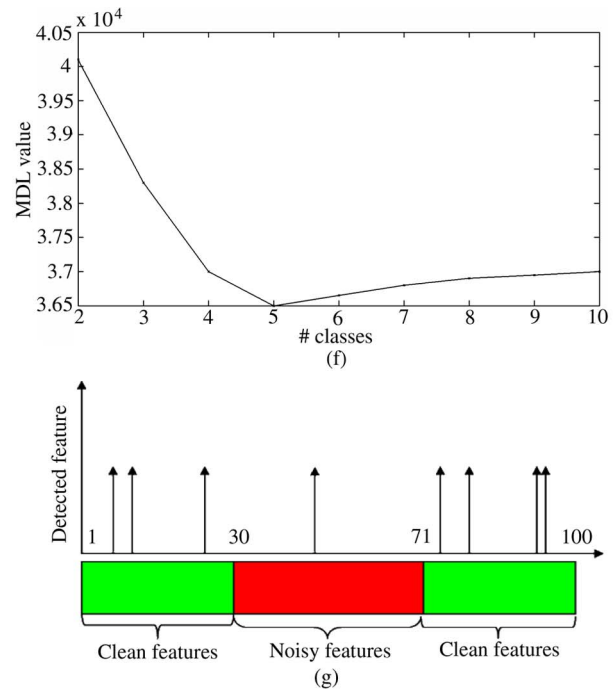 x 10⁴
4.05
4
3.95
3.9
3.85
3.8
3.75
3.7
3.65
MDL value
2 3 4 5 6 7 8 9 10
# classes
(f)
Detected feature
1 30 71 100
Clean features Noisy features Clean features
(g)